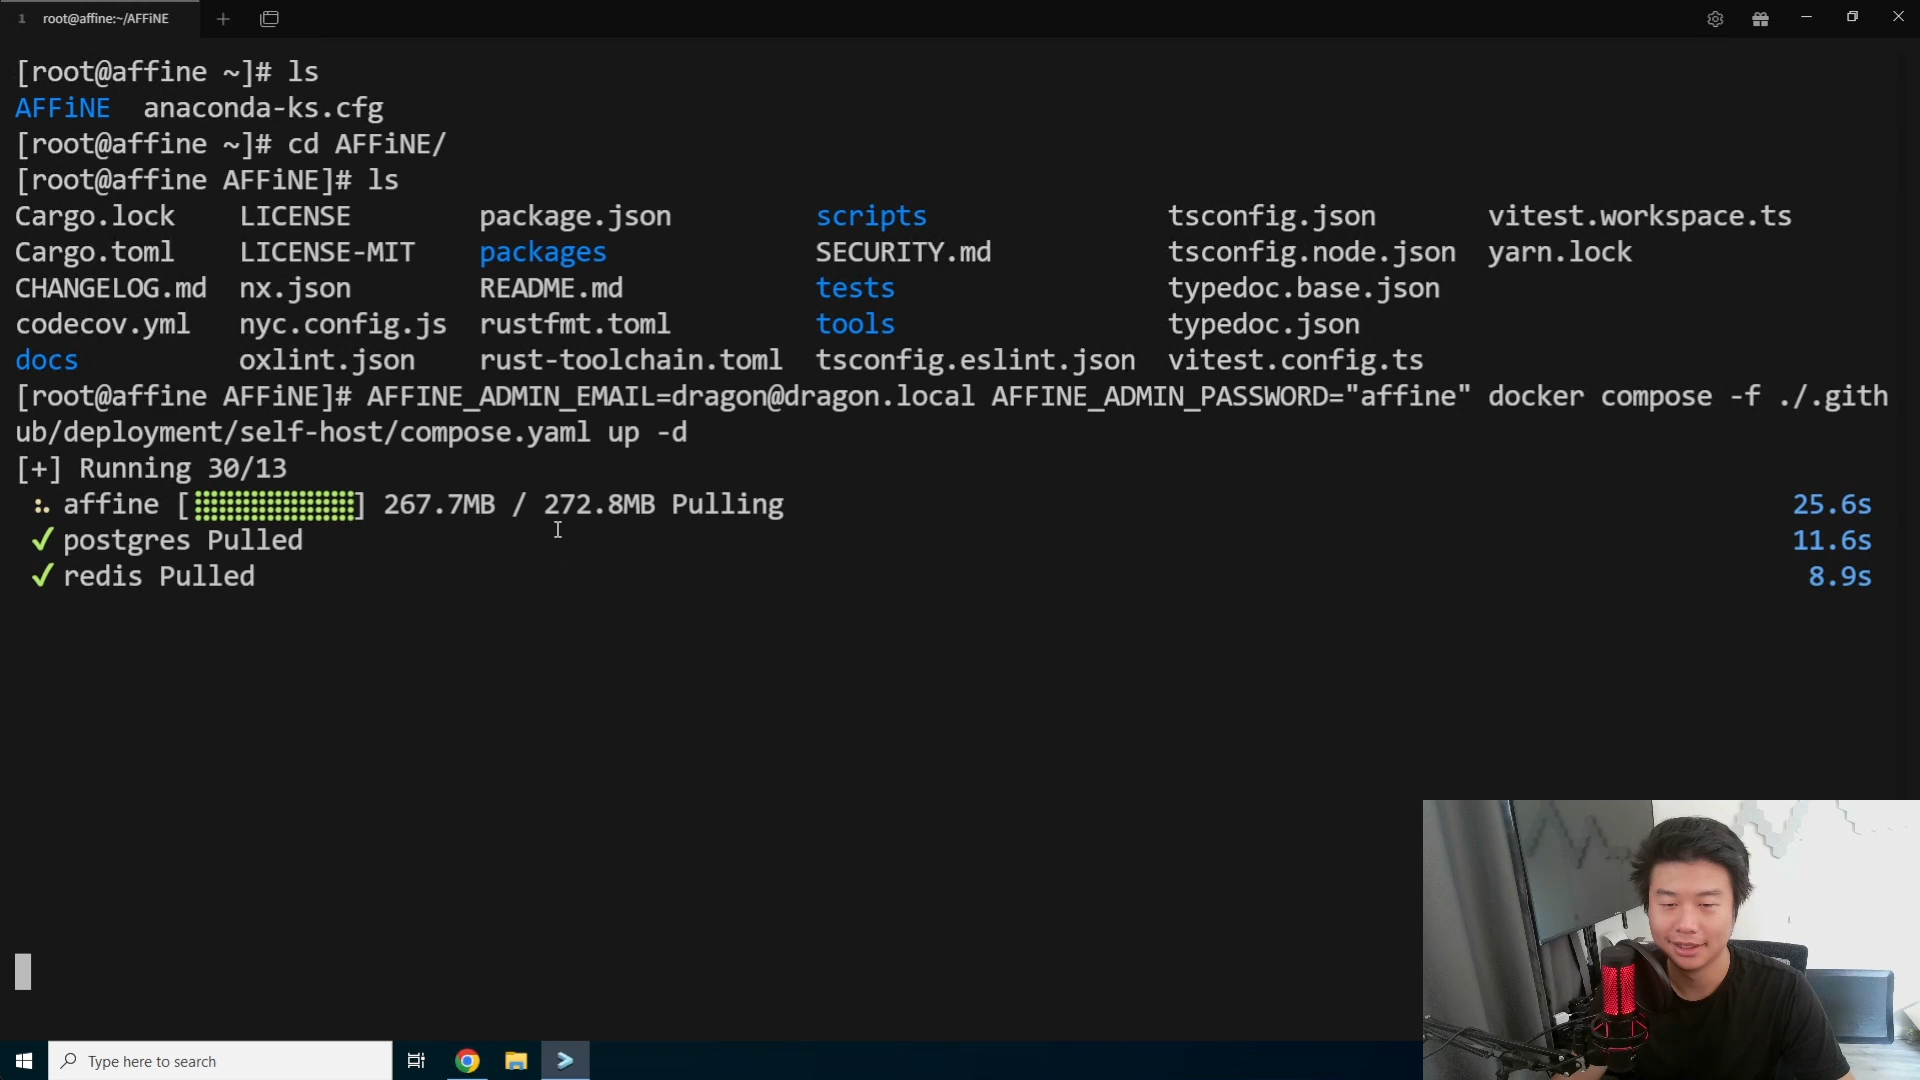 1 root@affine:~/AFFiNE
[root@affine ~]# ls
AFFiNE anaconda-ks.cfg
[root@affine ~]# cd AFFiNE/
[root@affine AFFiNE]# ls
Cargo.lock LICENSE package.json scripts tsconfig.json vitest.workspace.ts
Cargo.toml LICENSE-MIT packages SECURITY.md tsconfig.node.json yarn.lock
CHANGELOG.md nx.json README.md tests typedoc.base.json
codecov.yml nyc.config.js rustfmt.toml tools typedoc.json
docs oxlint.json rust-toolchain.toml tsconfig.eslint.json vitest.config.ts
[root@affine AFFiNE]# AFFINE_ADMIN_EMAIL=dragon@dragon.local AFFINE_ADMIN_PASSWORD="affine" docker compose -f ./.gith
ub/deployment/self-host/compose.yaml up -d
[+] Running 30/13
affine [⣿⣿⣿⣿⣿⣿⣿⣿⣿⣿] 267.7MB / 272.8MB Pulling 25.6s
✓ postgres Pulled 11.6s
✓ redis Pulled 8.9s
Type here to search